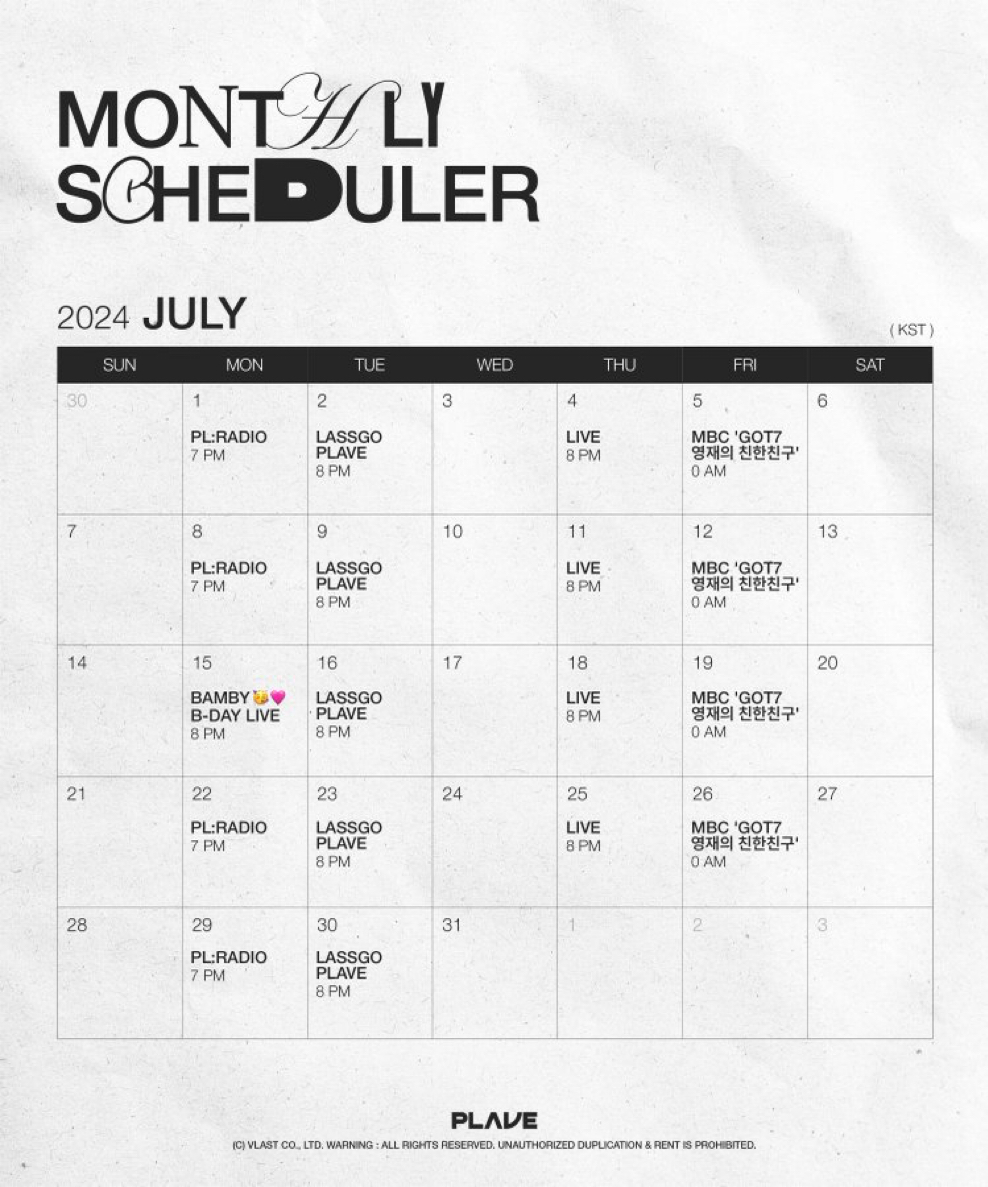 MONTHLY
SCHEDULER
2024 JULY
( KST )
SUN MON TUE WED THU FRI SAT
30 1 2 3 4 5 6
PL:RADIO
7 PM
LASSGO
PLAVE
8 PM
LIVE
8 PM
MBC 'GOT7
영재의 친한친구'
0 AM
7 8 9 10 11 12 13
PL:RADIO
7 PM
LASSGO
PLAVE
8 PM
LIVE
8 PM
MBC 'GOT7
영재의 친한친구'
0 AM
14 15 16 17 18 19 20
BAMBY🥳💗
B-DAY LIVE
8 PM
LASSGO
PLAVE
8 PM
LIVE
8 PM
MBC 'GOT7
영재의 친한친구'
0 AM
21 22 23 24 25 26 27
PL:RADIO
7 PM
LASSGO
PLAVE
8 PM
LIVE
8 PM
MBC 'GOT7
영재의 친한친구'
0 AM
28 29 30 31 1 2 3
PL:RADIO
7 PM
LASSGO
PLAVE
8 PM
PLAVE
(C) VLAST CO., LTD. WARNING : ALL RIGHTS RESERVED. UNAUTHORIZED DUPLICATION & RENT IS PROHIBITED.